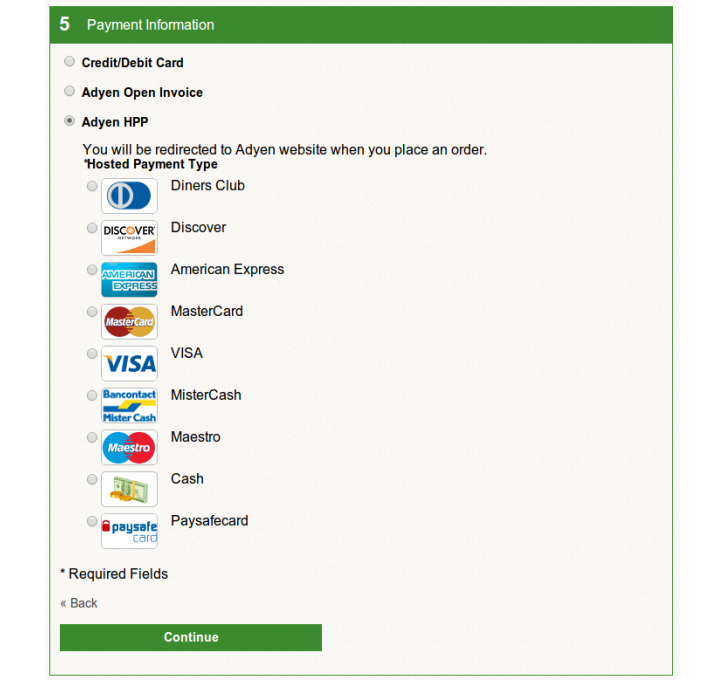 5 Payment Information
Credit/Debit Card
Adyen Open Invoice
Adyen HPP
You will be redirected to Adyen website when you place an order.
*Hosted Payment Type
Diners Club
DISCOVER
NETWORK
Discover
AMERICAN
EXPRESS
American Express
MasterCard
MasterCard
VISA
VISA
Bancontact
Mister Cash
MisterCash
Maestro
Maestro
Cash
paysafe
card
Paysafecard
* Required Fields
« Back
Continue